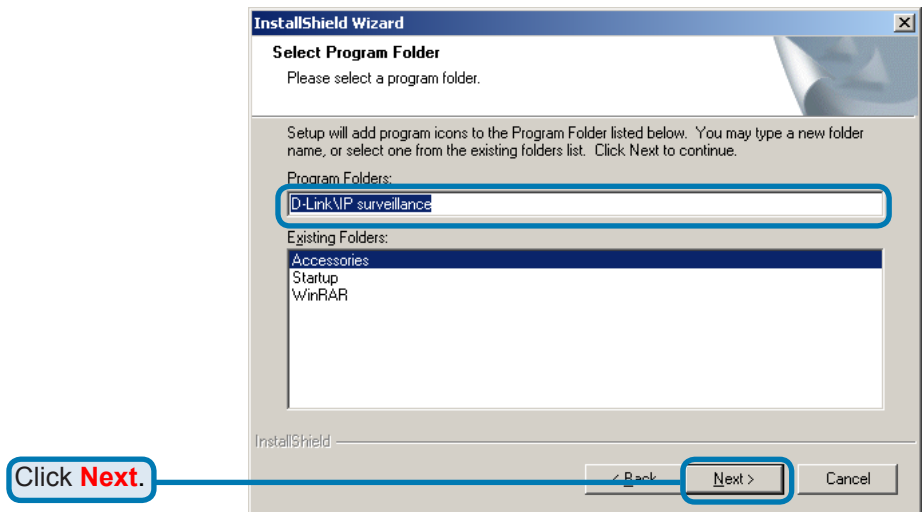 InstallShield Wizard
Select Program Folder
Please select a program folder.
Setup will add program icons to the Program Folder listed below. You may type a new folder
name, or select one from the existing folders list. Click Next to continue.
Program Folders:
D-Link\IP surveillance
Existing Folders:
Accessories
Startup
WinRAR
InstallShield
Click Next.
< Back
Next >
Cancel